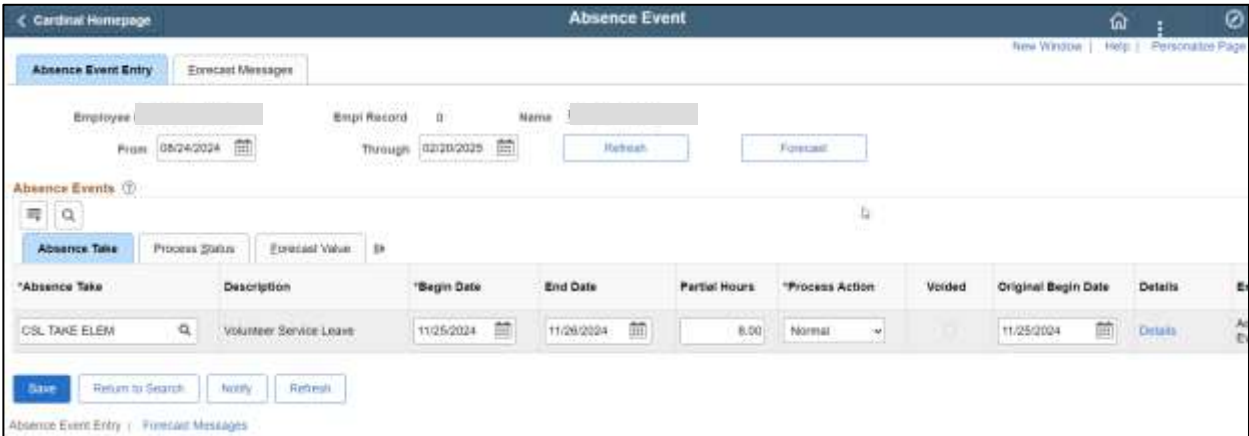 Cardinal Homepage
Absence Event
New Window | Help | Personalize Page
Absence Event Entry Forecast Messages
Employee Empl Record 0 Name
From 08/24/2024 Through 02/20/2025 Refresh Forecast
Absence Events
Absence Take Process Status Forecast Value
*Absence Take Description *Begin Date End Date Partial Hours *Process Action Voided Original Begin Date Details
CSL TAKE ELEM Volunteer Service Leave 11/25/2024 11/26/2024 8.00 Normal 11/25/2024 Details
Save Return to Search Notify Refresh
Absence Event Entry | Forecast Messages